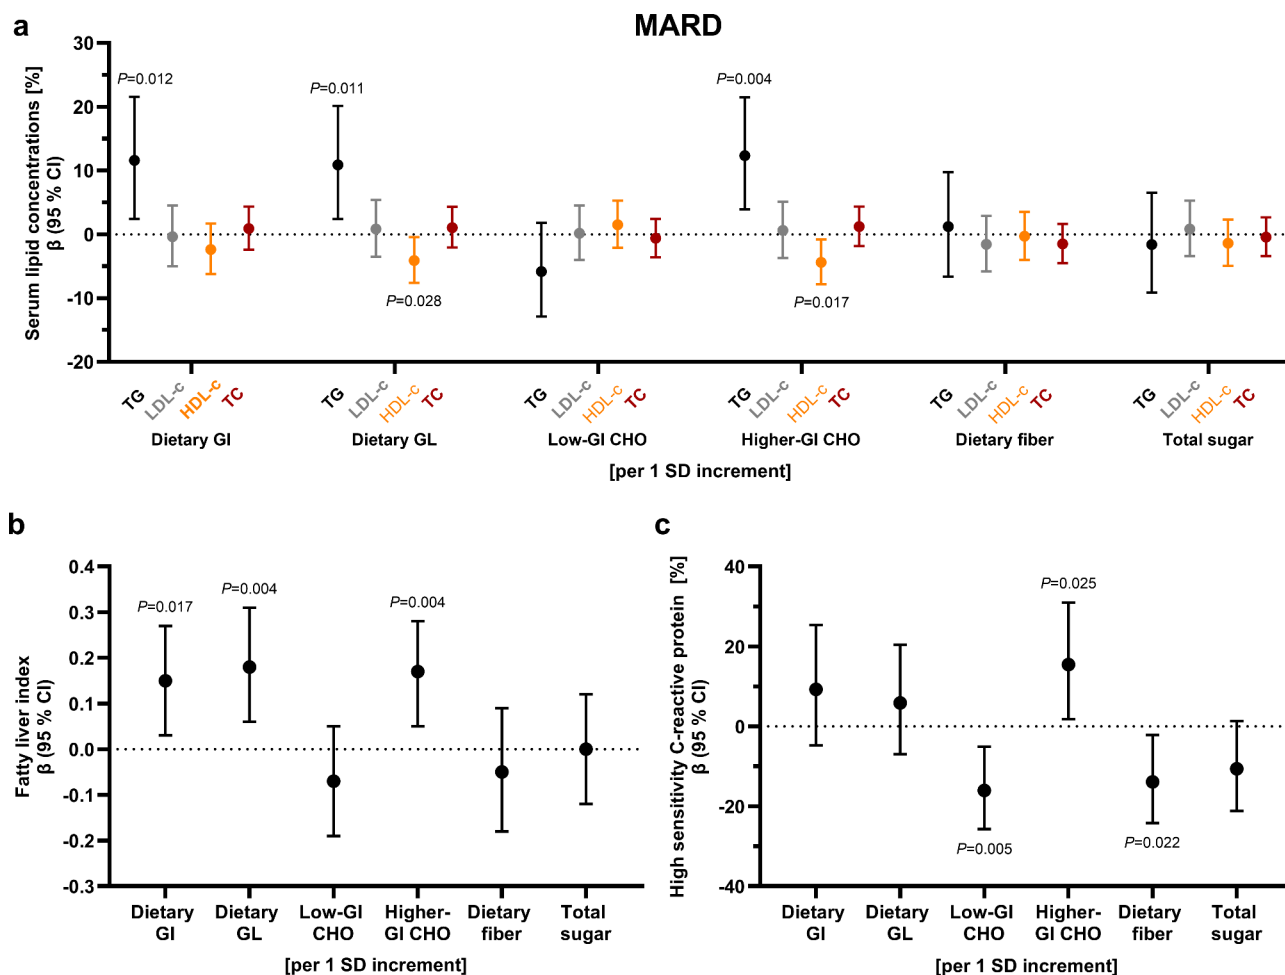 a
MARD
Serum lipid concentrations [%]
β (95 % CI)
30
20
10
0
-10
-20
P=0.012
P=0.011
P=0.004
P=0.028
P=0.017
TG LDL-c HDL-c TC
TG LDL-c HDL-c TC
TG LDL-c HDL-c TC
TG LDL-c HDL-c TC
TG LDL-c HDL-c TC
TG LDL-c HDL-c TC
Dietary GI
Dietary GL
Low-GI CHO
Higher-GI CHO
Dietary fiber
Total sugar
[per 1 SD increment]
b
Fatty liver index
β (95 % CI)
0.4
0.3
0.2
0.1
0.0
-0.1
-0.2
-0.3
P=0.017
P=0.004
P=0.004
Dietary
GI
Dietary
GL
Low-GI
CHO
Higher-
GI CHO
Dietary
fiber
Total
sugar
[per 1 SD increment]
c
High sensitivity C-reactive protein [%]
β (95 % CI)
40
20
0
-20
-40
P=0.025
P=0.005
P=0.022
Dietary
GI
Dietary
GL
Low-GI
CHO
Higher-
GI CHO
Dietary
fiber
Total
sugar
[per 1 SD increment]